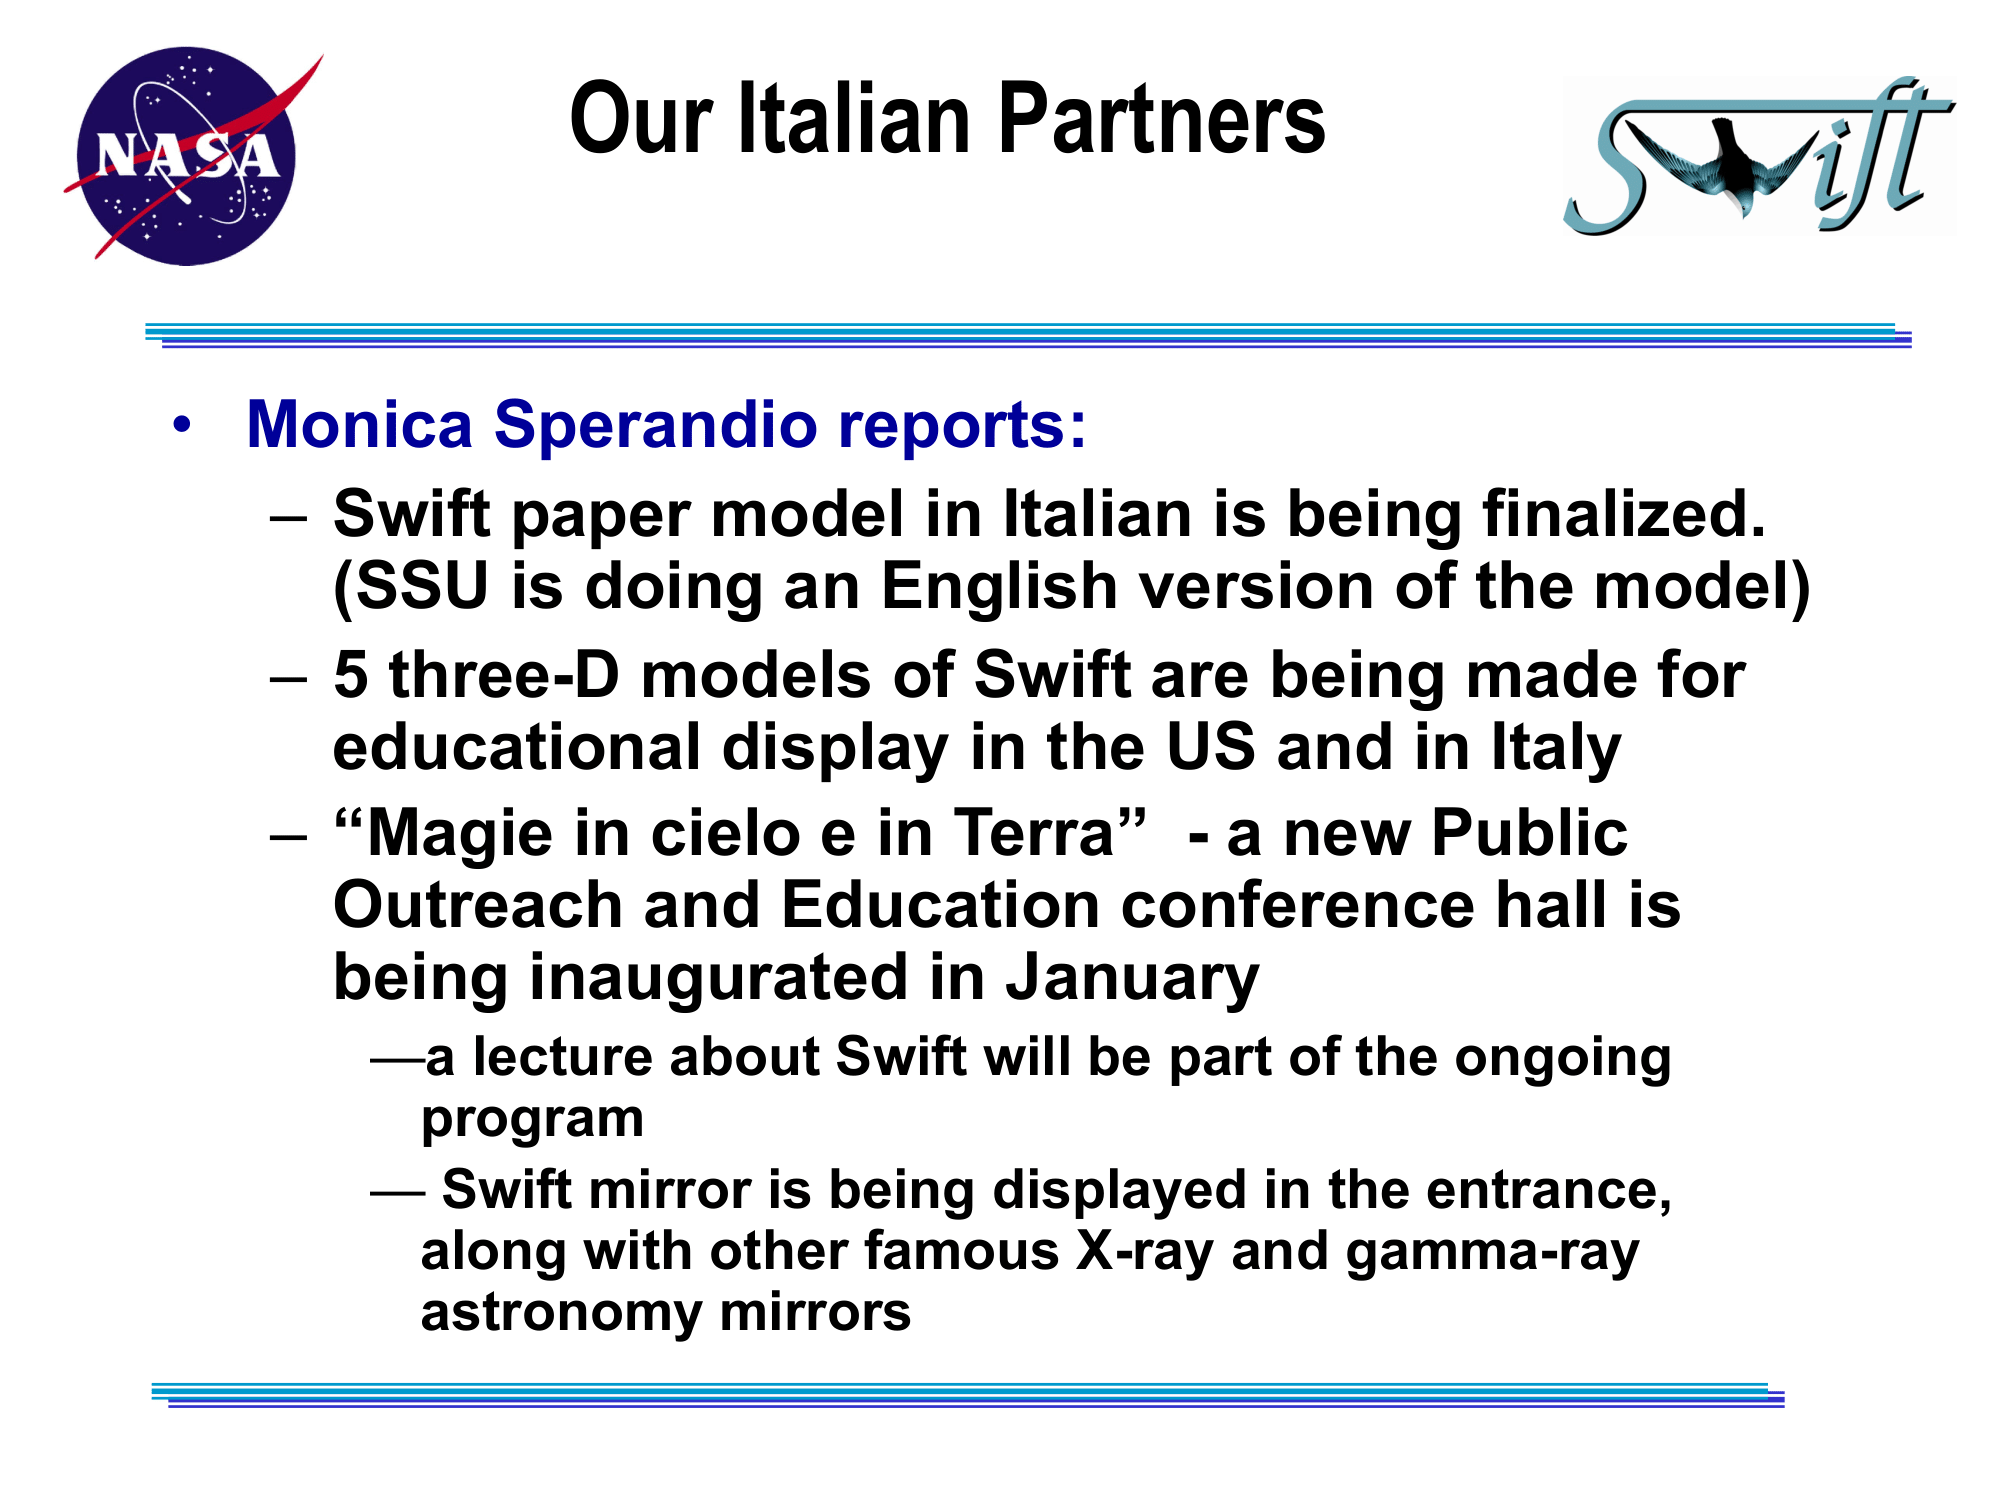 NASA
Our Italian Partners
Swift
• Monica Sperandio reports:
– Swift paper model in Italian is being finalized.
(SSU is doing an English version of the model)
– 5 three-D models of Swift are being made for
educational display in the US and in Italy
– “Magie in cielo e in Terra”  - a new Public
Outreach and Education conference hall is
being inaugurated in January
—a lecture about Swift will be part of the ongoing
program
— Swift mirror is being displayed in the entrance,
along with other famous X-ray and gamma-ray
astronomy mirrors